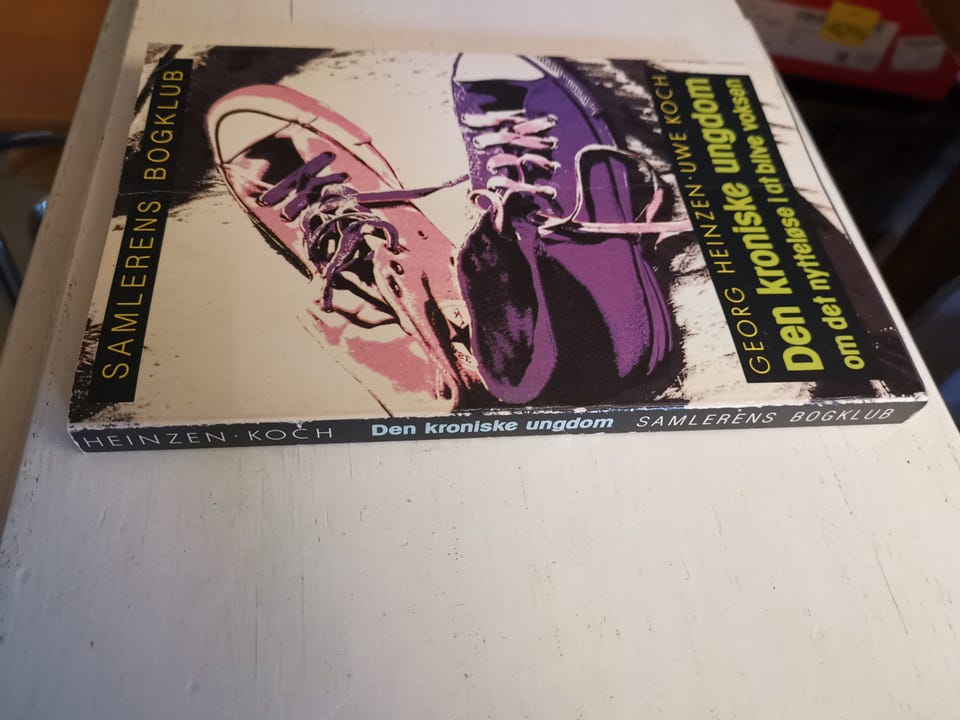 GEORG HEINZEN·UWE KOCH
Den kroniske ungdom
om det nytteløse i at blive voksen
SAMLERENS BOGKLUB
HEINZEN·KOCH Den kroniske ungdom SAMLERENS BOGKLUB